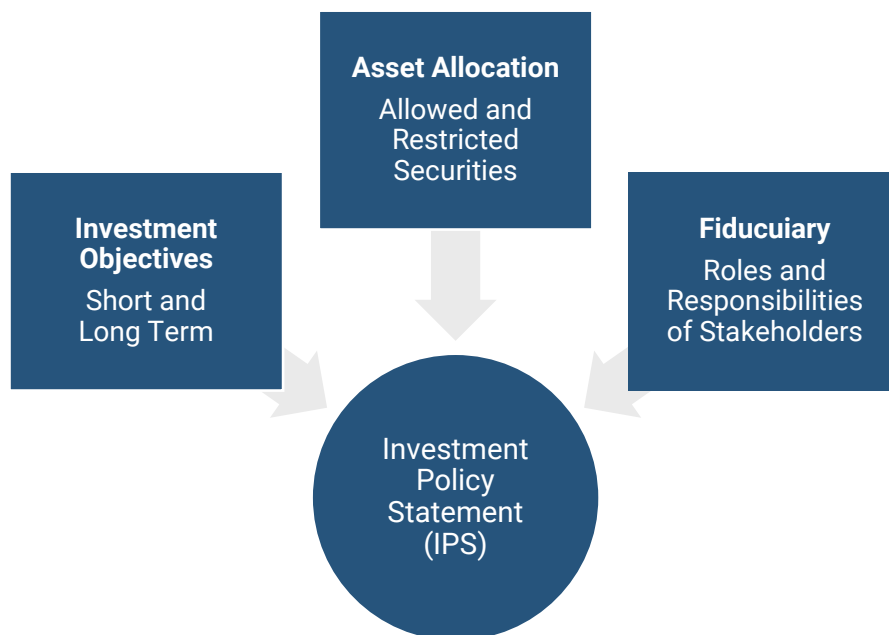 Asset Allocation
Allowed and
Restricted
Securities
Investment
Objectives
Short and
Long Term
Fiducuiary
Roles and
Responsibilities
of Stakeholders
Investment
Policy
Statement
(IPS)